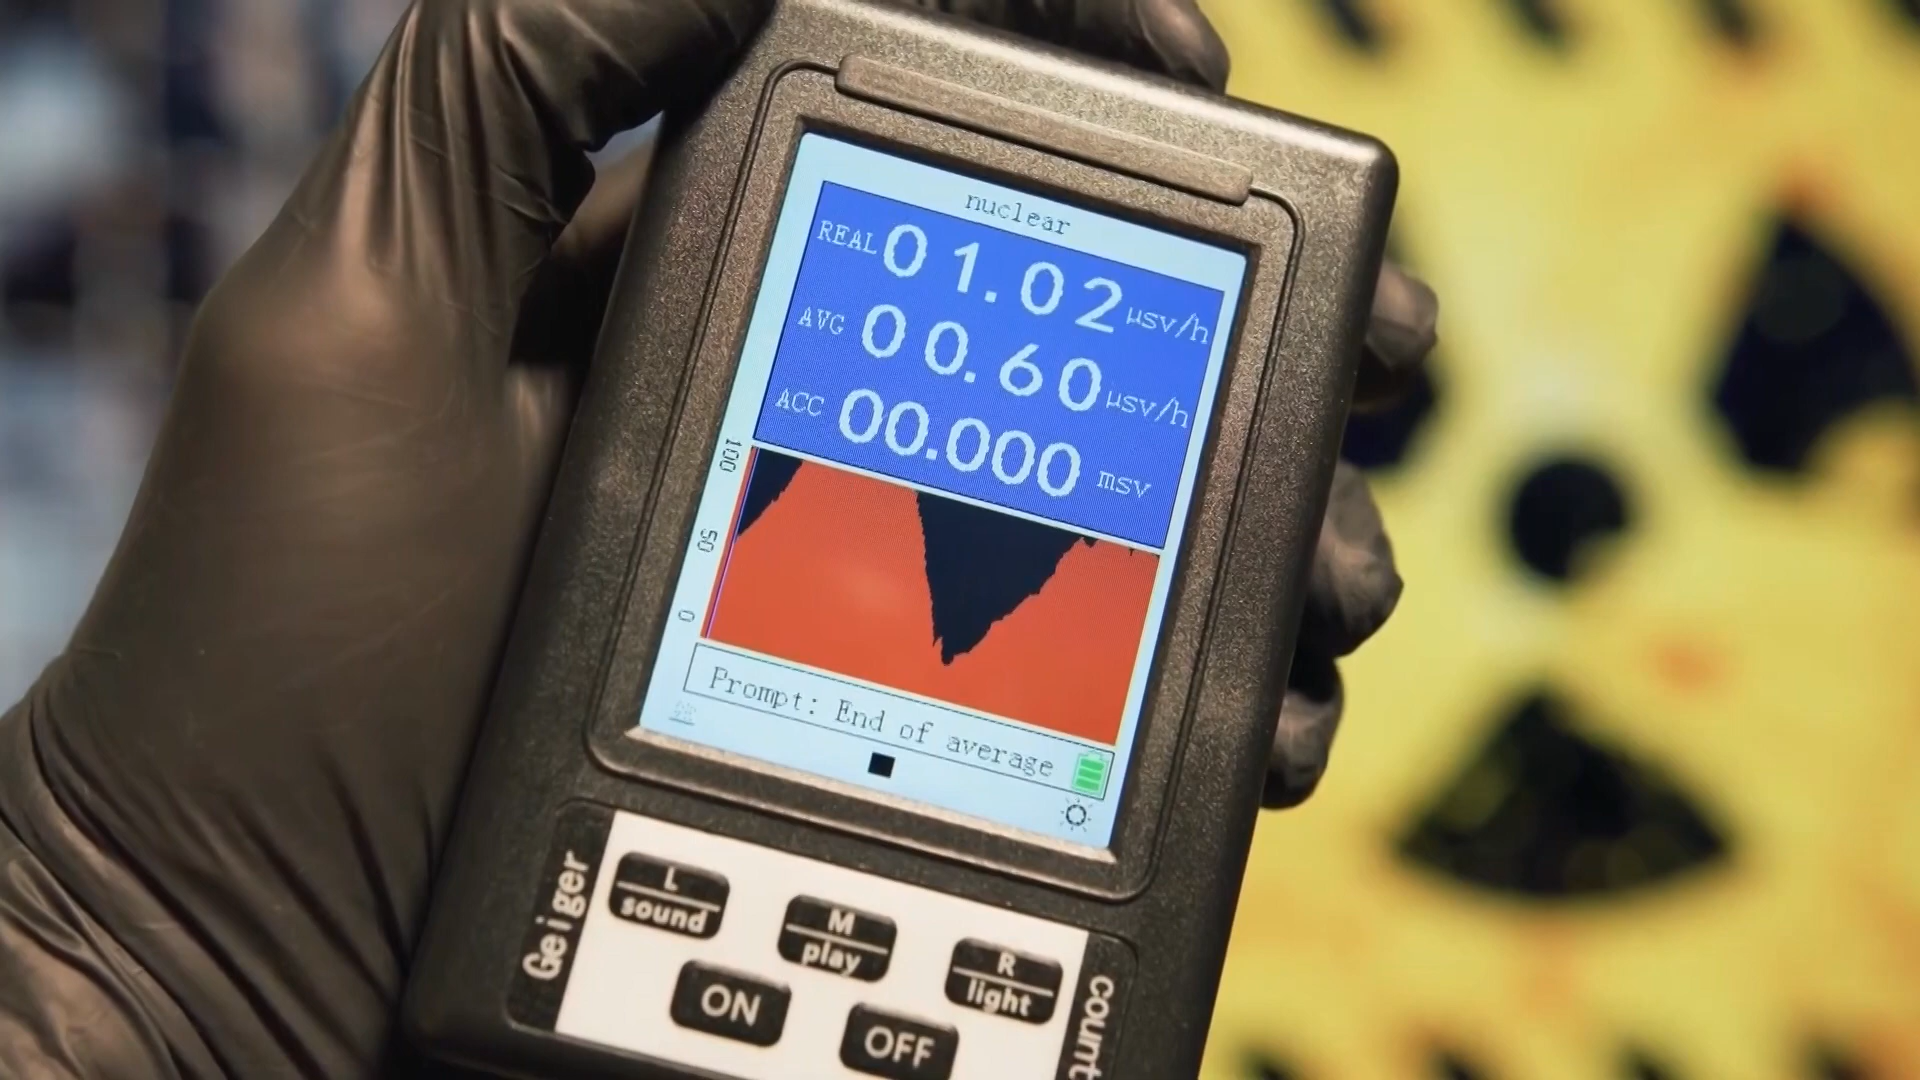 nuclear
REAL 01.02 µsv/h
AVG 00.60 µsv/h
ACC 00.000 msv
100
50
0
Prompt: End of average
Geiger
L
sound
M
play
R
light
ON
OFF
count